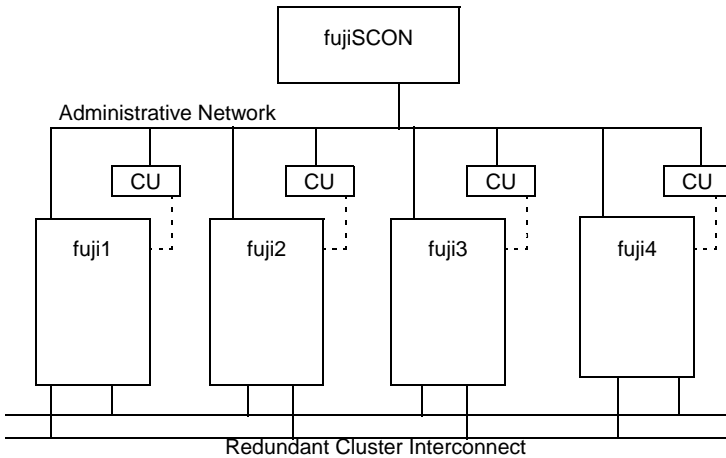 fujiSCON
Administrative Network
CU
CU
CU
CU
fuji1
fuji2
fuji3
fuji4
Redundant Cluster Interconnect